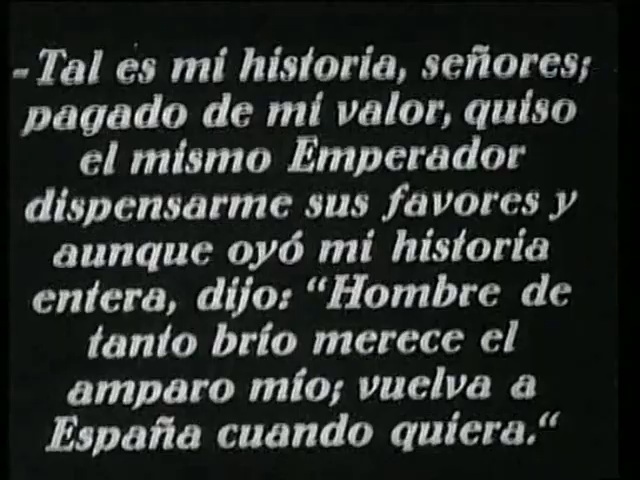 -Tal es mi historia, señores;
pagado de mi valor, quiso
el mismo Emperador
dispensarme sus favores y
aunque oyó mi historia
entera, dijo: “Hombre de
tanto brío merece el
amparo mío; vuelva a
España cuando quiera.“